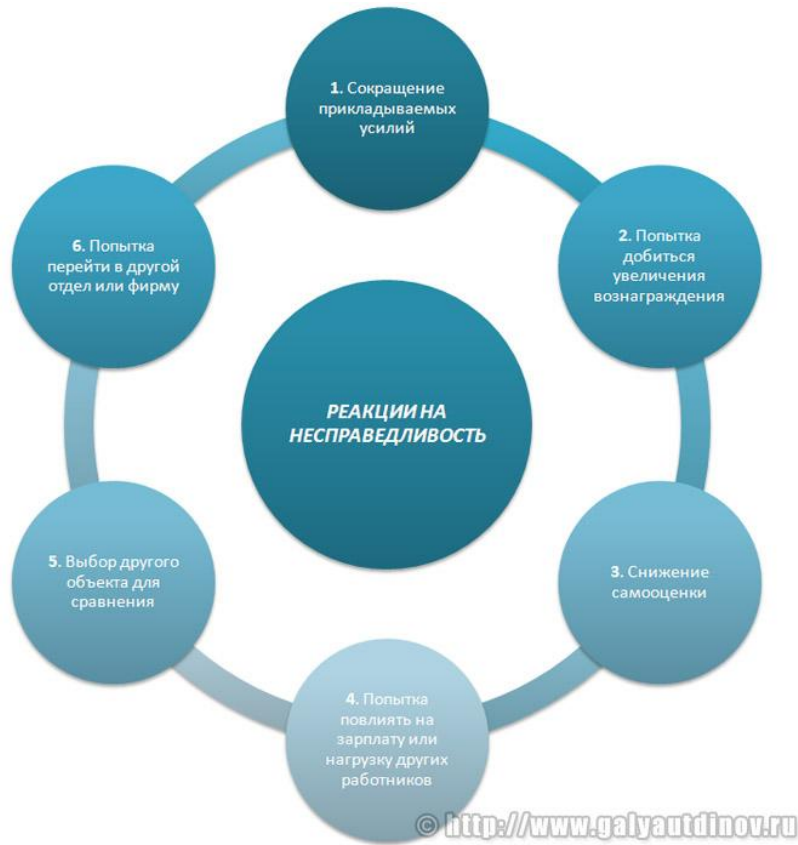 1. Сокращение
прикладываемых
усилий
2. Попытка
добиться
увеличения
вознаграждения
3. Снижение
самооценки
4. Попытка
повлиять на
зарплату или
нагрузку других
работников
5. Выбор другого
объекта для
сравнения
6. Попытка
перейти в другой
отдел или фирму
РЕАКЦИИ НА
НЕСПРАВЕДЛИВОСТЬ
© http://www.galyautdinov.ru